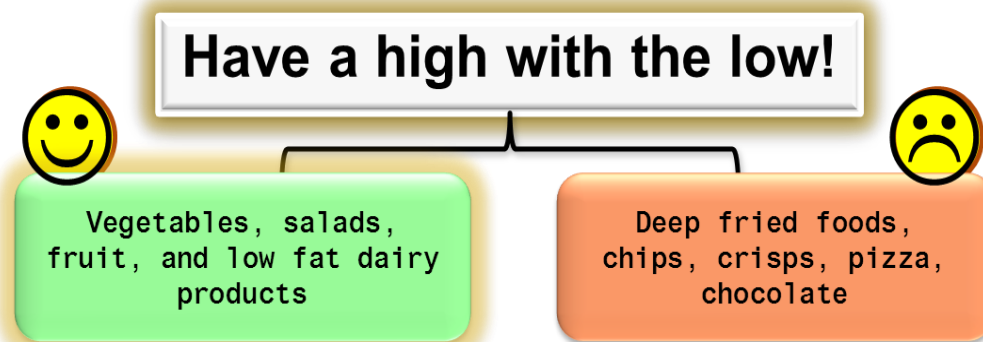 Have a high with the low!
Vegetables, salads,
fruit, and low fat dairy
products
Deep fried foods,
chips, crisps, pizza,
chocolate